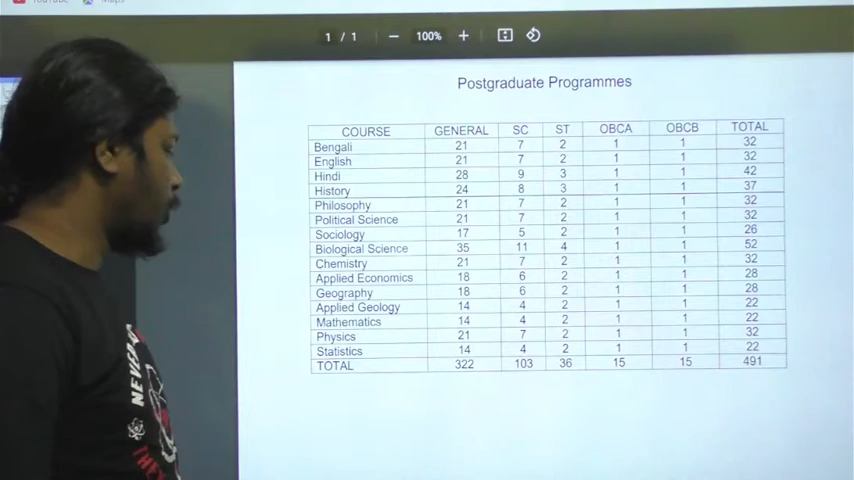 YouTube
Maps
1 / 1 — 100% +
Postgraduate Programmes
COURSE GENERAL SC ST OBCA OBCB TOTAL
Bengali 21 7 2 1 1 32
English 21 7 2 1 1 32
Hindi 28 9 3 1 1 42
History 24 8 3 1 1 37
Philosophy 21 7 2 1 1 32
Political Science 21 7 2 1 1 32
Sociology 17 5 2 1 1 26
Biological Science 35 11 4 1 1 52
Chemistry 21 7 2 1 1 32
Applied Economics 18 6 2 1 1 28
Geography 18 6 2 1 1 28
Applied Geology 14 4 2 1 1 22
Mathematics 14 4 2 1 1 22
Physics 21 7 2 1 1 32
Statistics 14 4 2 1 1 22
TOTAL 322 103 36 15 15 491